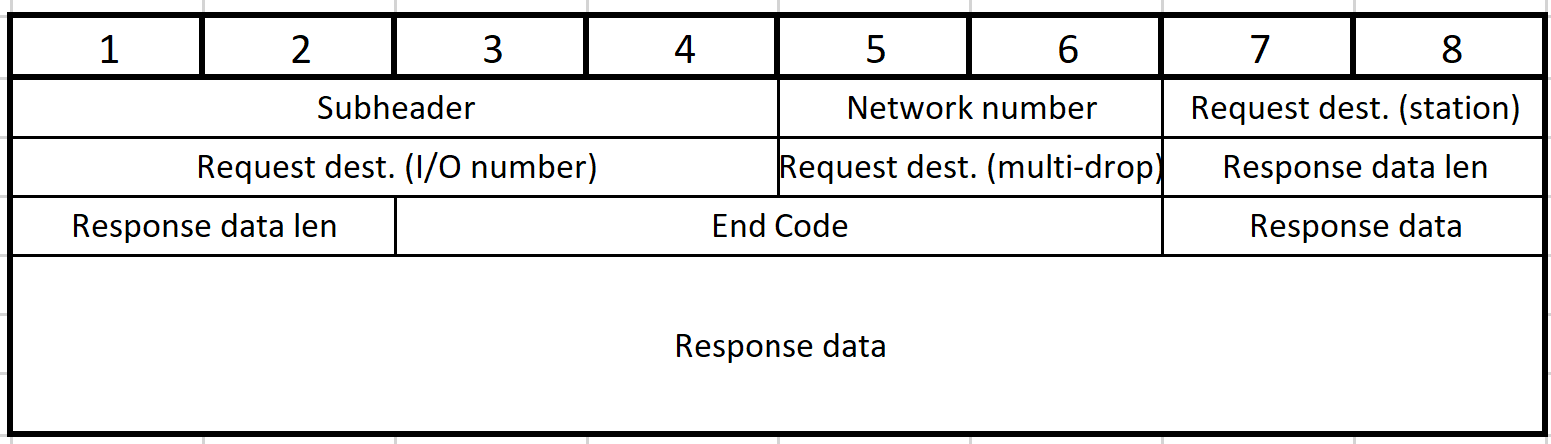 1 2 3 4 5 6 7 8
Subheader Network number Request dest. (station)
Request dest. (I/O number) Request dest. (multi-drop) Response data len
Response data len End Code Response data
Response data